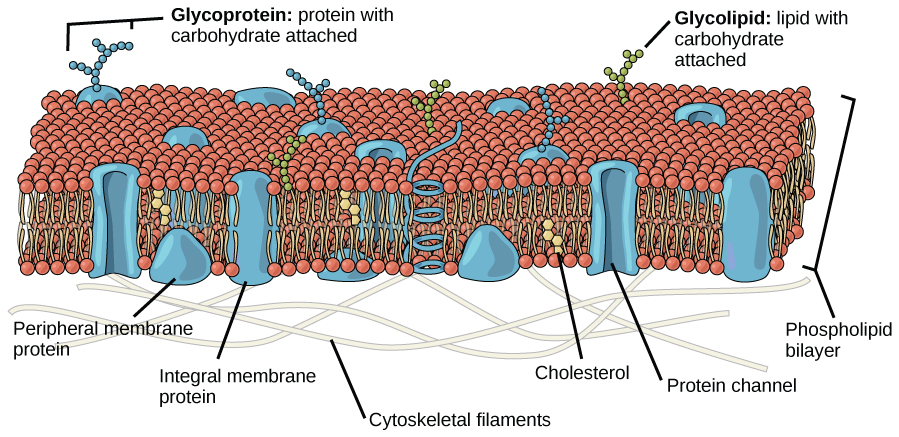 Glycoprotein: protein with
carbohydrate attached
Glycolipid: lipid with
carbohydrate
attached
Peripheral membrane
protein
Integral membrane
protein
Cytoskeletal filaments
Cholesterol
Protein channel
Phospholipid
bilayer